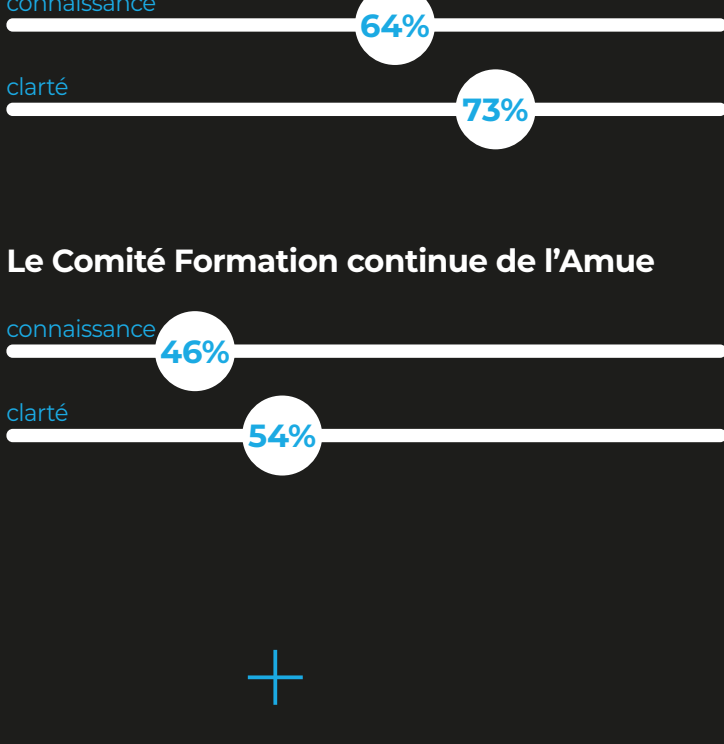 connaissance
64%
clarté
73%
Le Comité Formation continue de l’Amue
connaissance
46%
clarté
54%